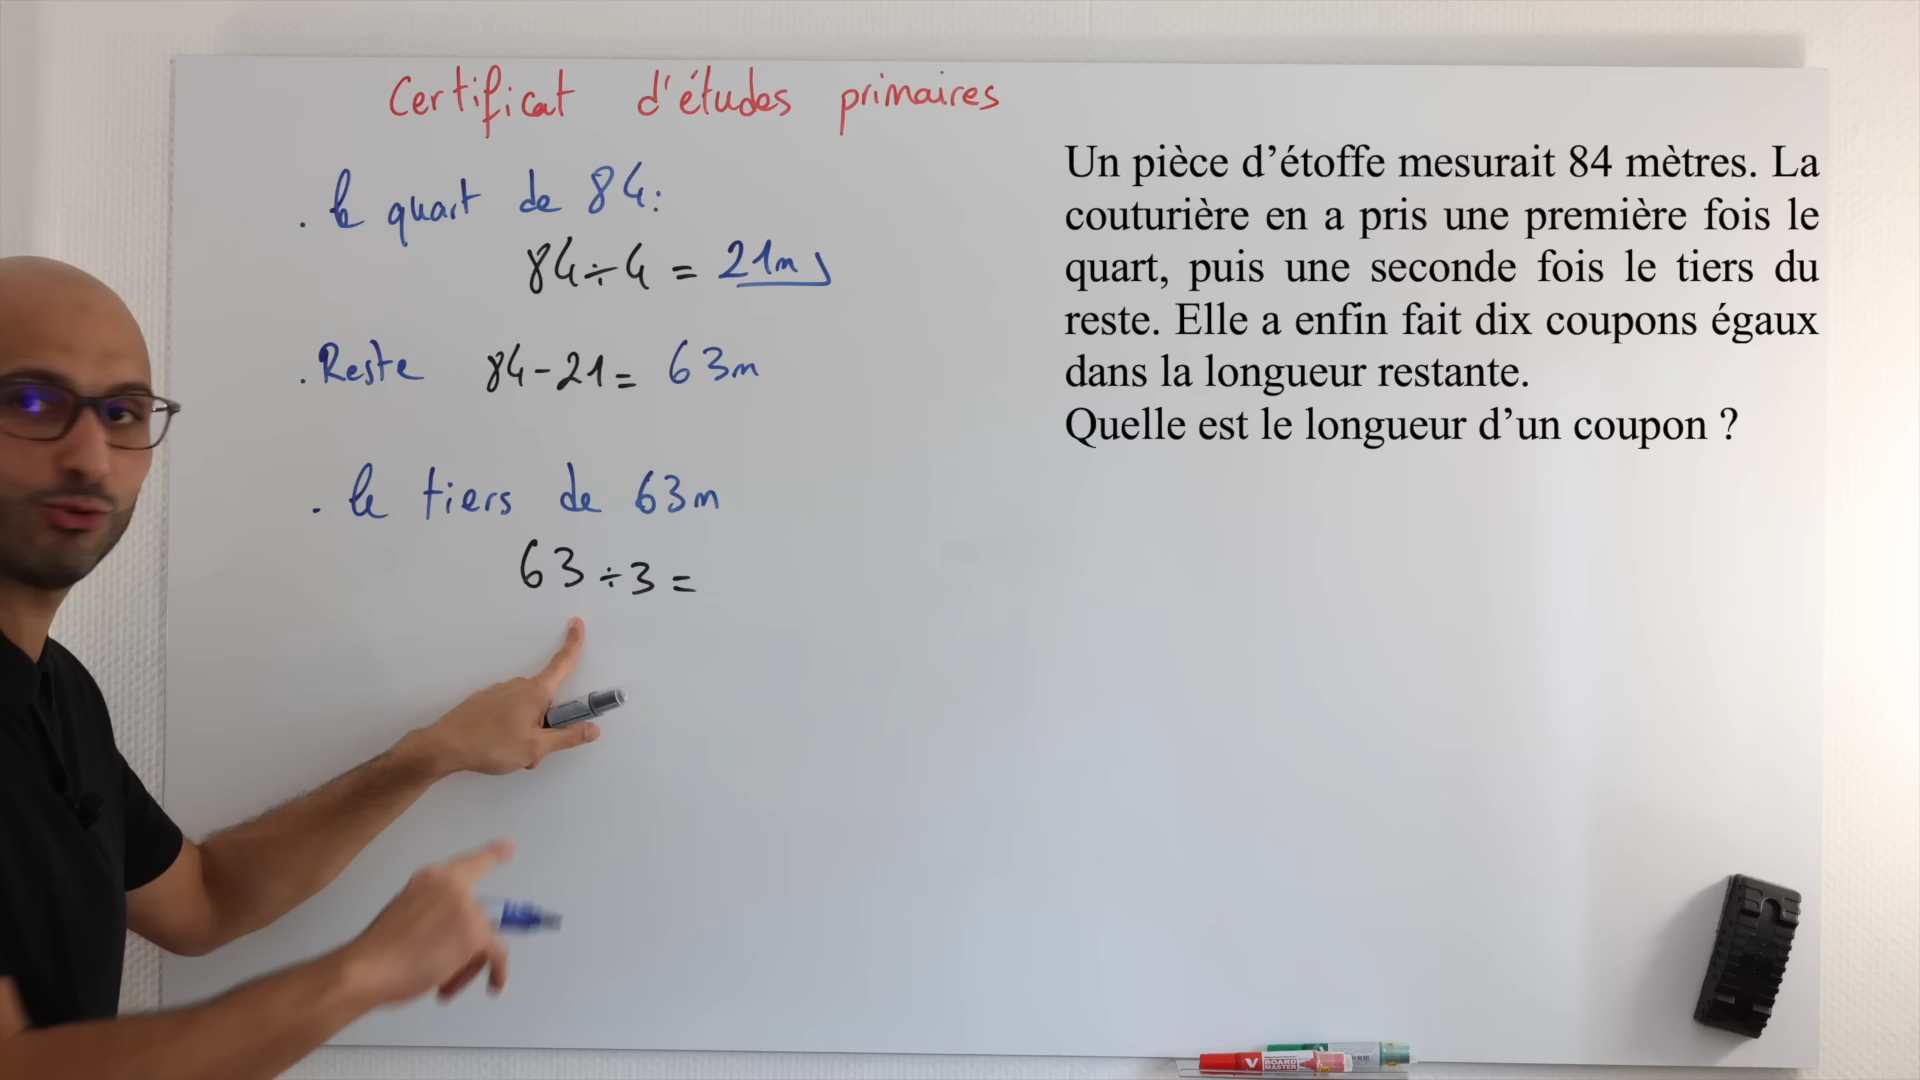 Certificat d'études primaires
. le quart de 84:
84÷4 = 21m
. Reste 84-21= 63m
. le tiers de 63m
63÷3=
Un pièce d’étoffe mesurait 84 mètres. La
couturière en a pris une première fois le
quart, puis une seconde fois le tiers du
reste. Elle a enfin fait dix coupons égaux
dans la longueur restante.
Quelle est le longueur d’un coupon ?
V BOARD
MASTER